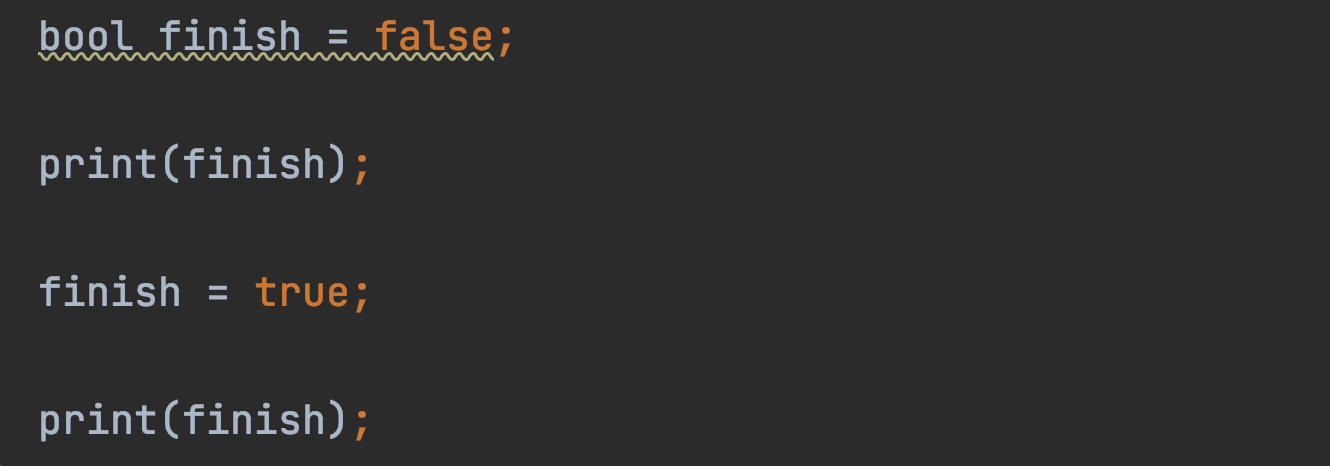 bool finish = false;
print(finish);
finish = true;
print(finish);